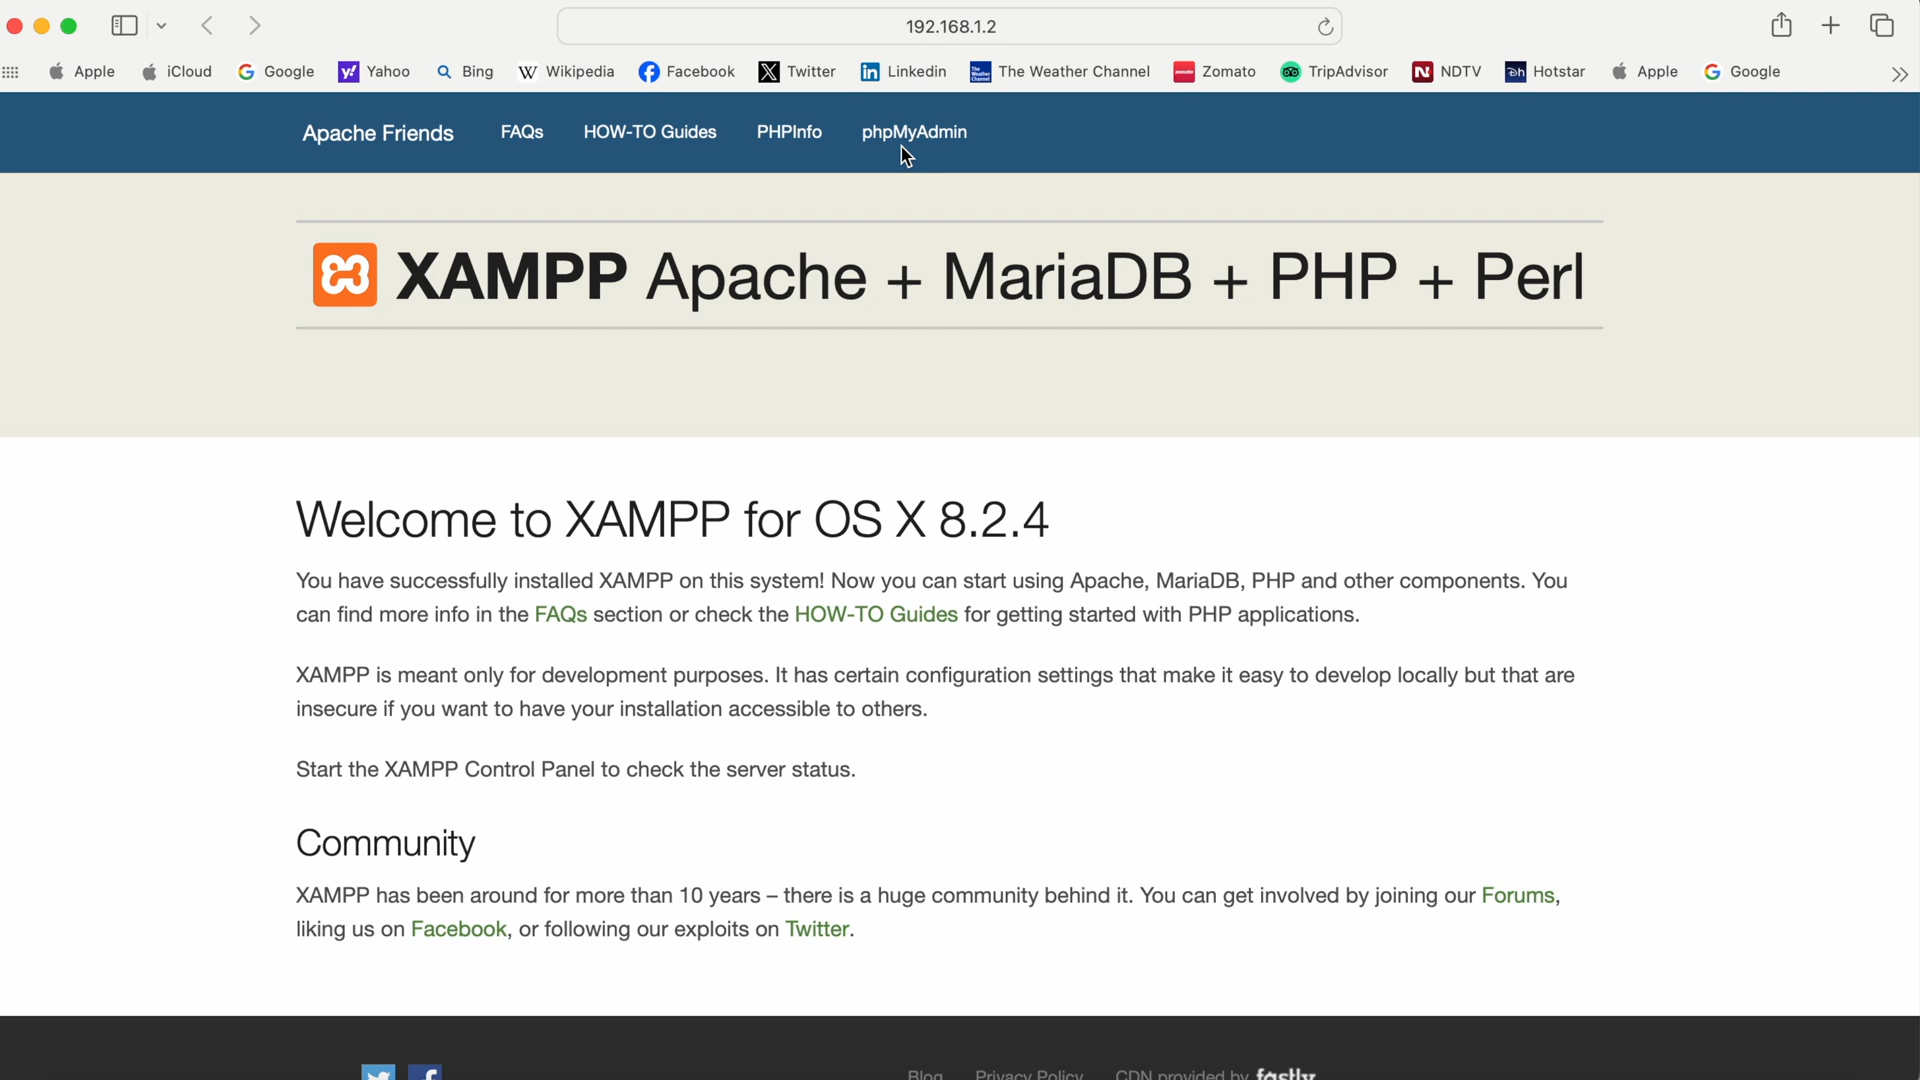 192.168.1.2
Apple iCloud Google Yahoo Bing Wikipedia Facebook Twitter Linkedin The Weather Channel Zomato TripAdvisor NDTV Hotstar Apple Google
Apache Friends FAQs HOW-TO Guides PHPInfo phpMyAdmin
XAMPP Apache + MariaDB + PHP + Perl
Welcome to XAMPP for OS X 8.2.4
You have successfully installed XAMPP on this system! Now you can start using Apache, MariaDB, PHP and other components. You
can find more info in the FAQs section or check the HOW-TO Guides for getting started with PHP applications.
XAMPP is meant only for development purposes. It has certain configuration settings that make it easy to develop locally but that are
insecure if you want to have your installation accessible to others.
Start the XAMPP Control Panel to check the server status.
Community
XAMPP has been around for more than 10 years – there is a huge community behind it. You can get involved by joining our Forums,
liking us on Facebook, or following our exploits on Twitter.
Blog Privacy Policy CDN provided by fastly